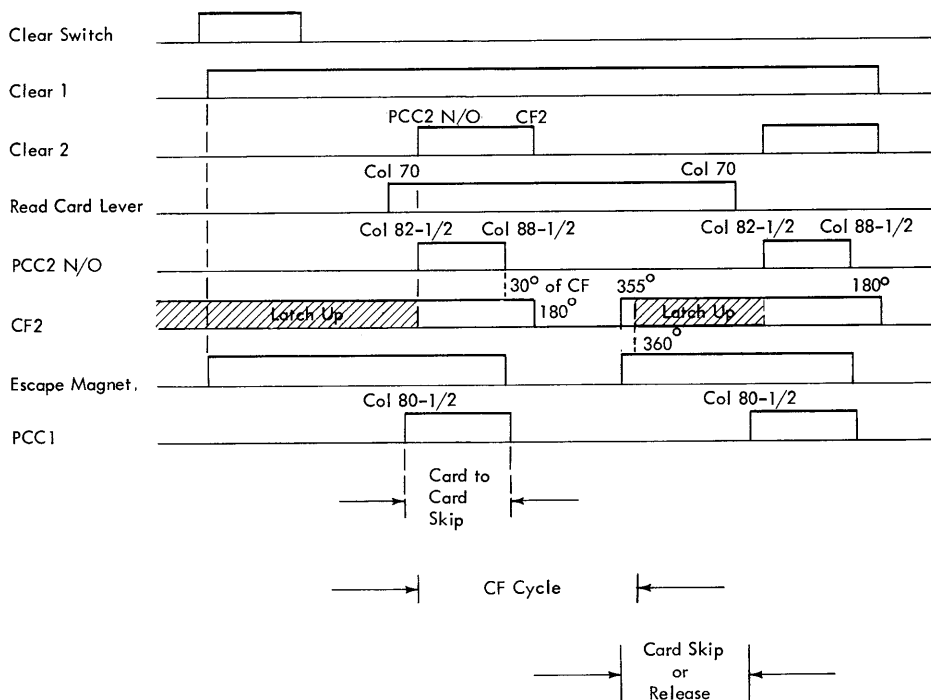 Clear Switch
Clear 1
PCC2 N/O CF2
Clear 2
Col 70 Col 70
Read Card Lever
Col 82-1/2 Col 88-1/2 Col 82-1/2 Col 88-1/2
PCC2 N/O
30° of CF 355° 180°
CF2 Latch Up 180° Latch Up
360°
Escape Magnet.
Col 80-1/2 Col 80-1/2
PCC1
Card to
Card
Skip
CF Cycle
Card Skip
or
Release